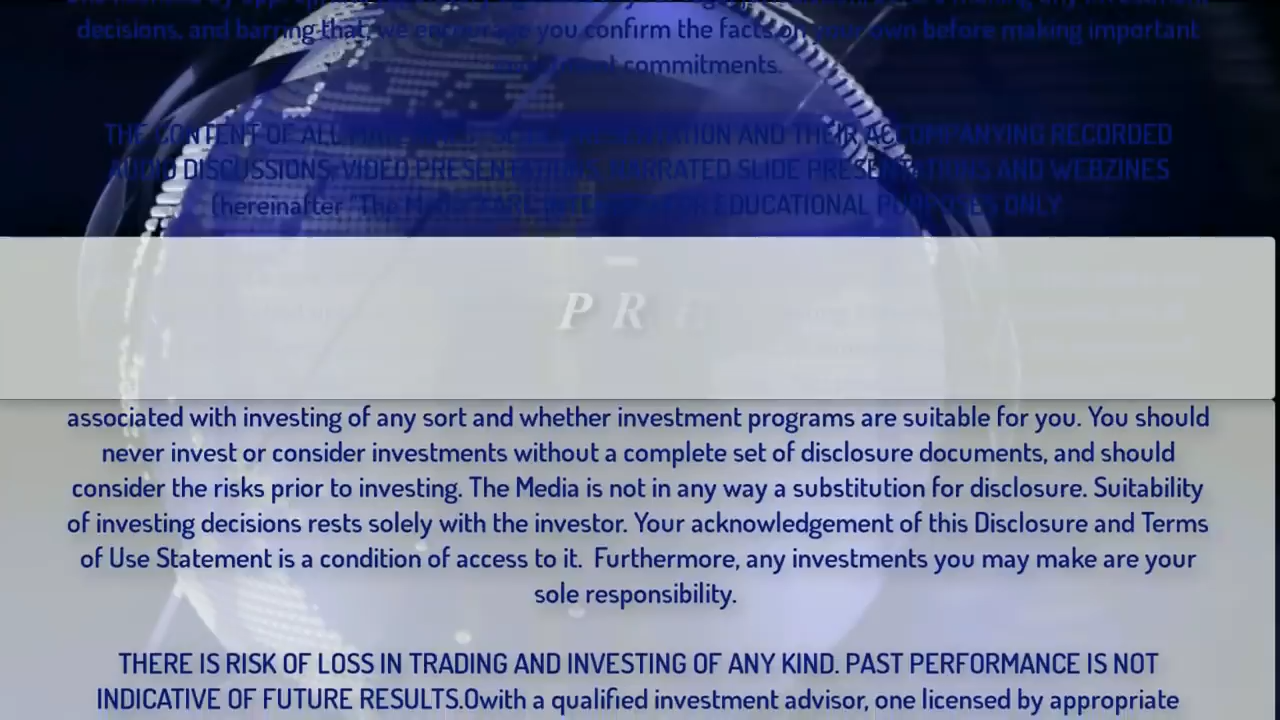 decisions, and barring that, we encourage you confirm the facts on your own before making important
commitments.
THE CONTENT OF ALL AND THEIR ACCOMPANYING RECORDED
AUDIO DISCUSSIONS, VIDEO PRESENTATIONS, NARRATED SLIDE PRESENTATIONS AND WEBZINES
(hereinafter "The Media") ARE FOR EDUCATIONAL PURPOSES ONLY
P R E
associated with investing of any sort and whether investment programs are suitable for you. You should
never invest or consider investments without a complete set of disclosure documents, and should
consider the risks prior to investing. The Media is not in any way a substitution for disclosure. Suitability
of investing decisions rests solely with the investor. Your acknowledgement of this Disclosure and Terms
of Use Statement is a condition of access to it. Furthermore, any investments you may make are your
sole responsibility.
THERE IS RISK OF LOSS IN TRADING AND INVESTING OF ANY KIND. PAST PERFORMANCE IS NOT
INDICATIVE OF FUTURE RESULTS.0with a qualified investment advisor, one licensed by appropriate